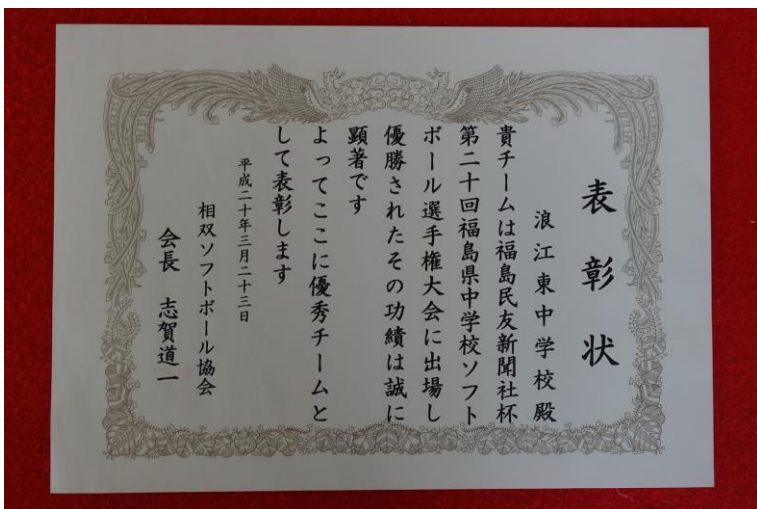 表彰状
浪江東中学校殿
貴チームは福島民友新聞社杯
第二十回福島県中学校ソフト
ボール選手権大会に出場し
優勝されたその功績は誠に
顕著です
よってここに優秀チームと
して表彰します
平成二十年三月二十三日
相双ソフトボール協会
会長 志賀道一